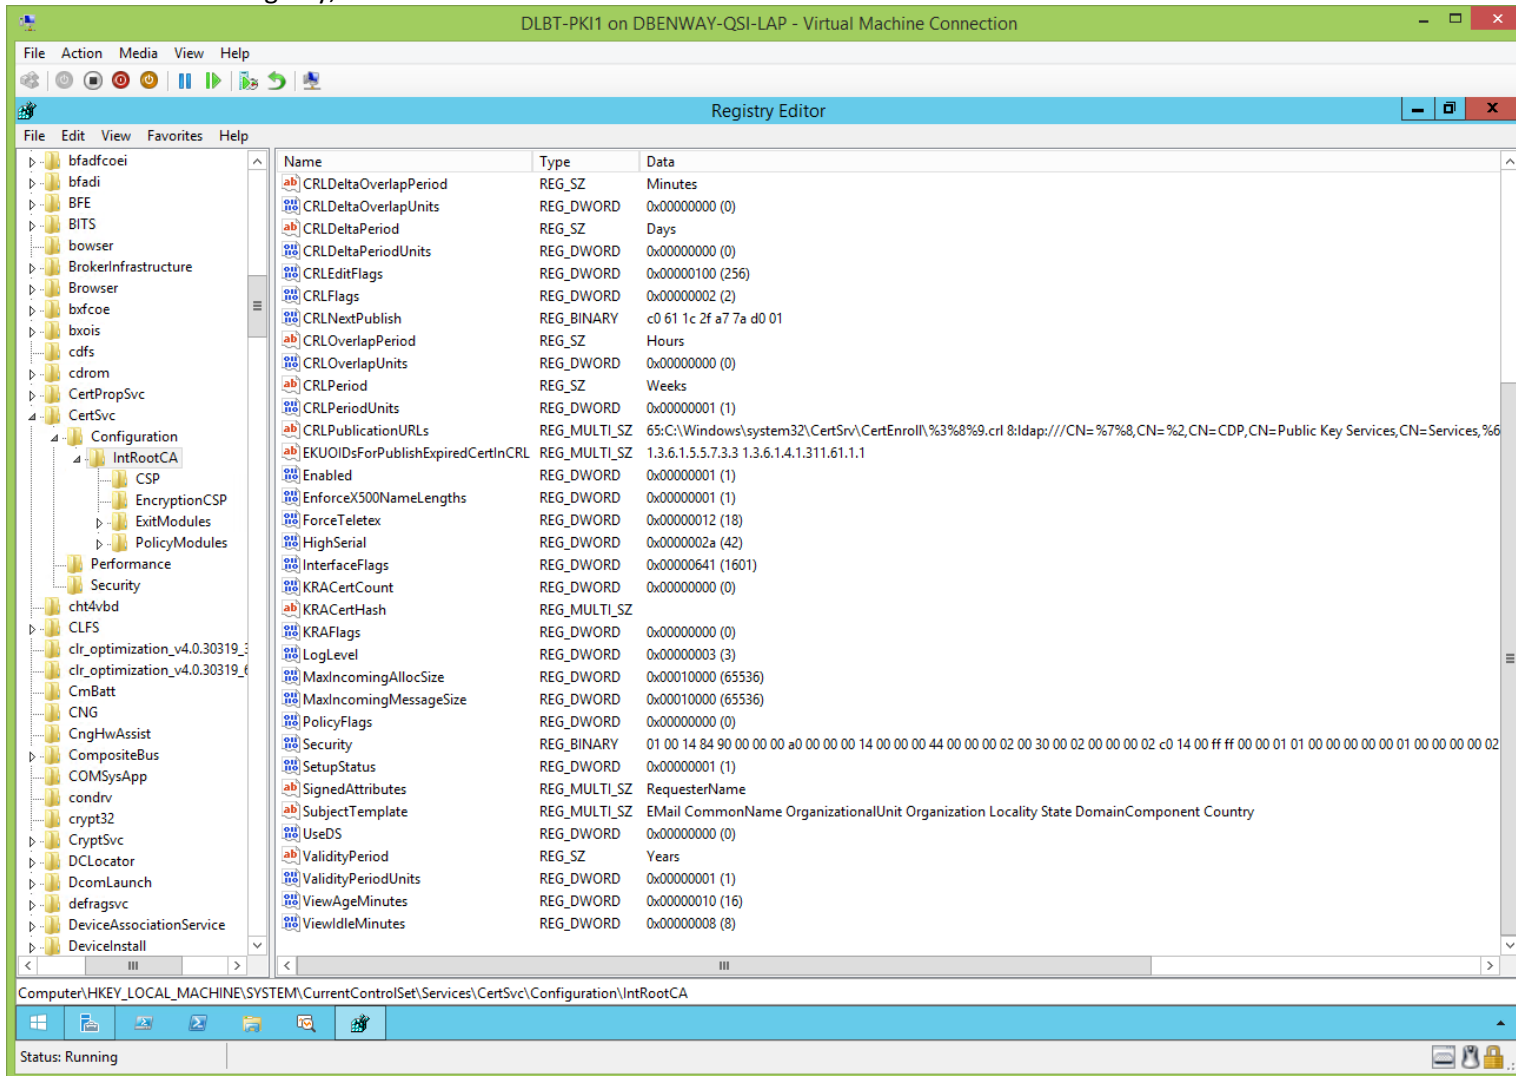 DLBT-PKI1 on DBENWAY-QSI-LAP - Virtual Machine Connection
File Action Media View Help
Registry Editor
File Edit View Favorites Help
bfadfcoei
bfadi
BFE
BITS
bowser
BrokerInfrastructure
Browser
bxfcoe
bxois
cdfs
cdrom
CertPropSvc
CertSvc
Configuration
IntRootCA
CSP
EncryptionCSP
ExitModules
PolicyModules
Performance
Security
cht4vbd
CLFS
clr_optimization_v4.0.30319_3
clr_optimization_v4.0.30319_6
CmBatt
CNG
CngHwAssist
CompositeBus
COMSysApp
condrv
crypt32
CryptSvc
DCLocator
DcomLaunch
defragsvc
DeviceAssociationService
DeviceInstall
Name Type Data
CRLDeltaOverlapPeriod REG_SZ Minutes
CRLDeltaOverlapUnits REG_DWORD 0x00000000 (0)
CRLDeltaPeriod REG_SZ Days
CRLDeltaPeriodUnits REG_DWORD 0x00000000 (0)
CRLEditFlags REG_DWORD 0x00000100 (256)
CRLFlags REG_DWORD 0x00000002 (2)
CRLNextPublish REG_BINARY c0 61 1c 2f a7 7a d0 01
CRLOverlapPeriod REG_SZ Hours
CRLOverlapUnits REG_DWORD 0x00000000 (0)
CRLPeriod REG_SZ Weeks
CRLPeriodUnits REG_DWORD 0x00000001 (1)
CRLPublicationURLs REG_MULTI_SZ 65:C:\Windows\system32\CertSrv\CertEnroll\%3%8%9.crl 8:ldap:///CN=%7%8,CN=%2,CN=CDP,CN=Public Key Services,CN=Services,%6
EKUOIDsForPublishExpiredCertInCRL REG_MULTI_SZ 1.3.6.1.5.5.7.3.3 1.3.6.1.4.1.311.61.1.1
Enabled REG_DWORD 0x00000001 (1)
EnforceX500NameLengths REG_DWORD 0x00000001 (1)
ForceTeletex REG_DWORD 0x00000012 (18)
HighSerial REG_DWORD 0x0000002a (42)
InterfaceFlags REG_DWORD 0x00000641 (1601)
KRACertCount REG_DWORD 0x00000000 (0)
KRACertHash REG_MULTI_SZ
KRAFlags REG_DWORD 0x00000000 (0)
LogLevel REG_DWORD 0x00000003 (3)
MaxIncomingAllocSize REG_DWORD 0x00010000 (65536)
MaxIncomingMessageSize REG_DWORD 0x00010000 (65536)
PolicyFlags REG_DWORD 0x00000000 (0)
Security REG_BINARY 01 00 14 84 90 00 00 00 a0 00 00 00 14 00 00 00 44 00 00 00 02 00 30 00 02 00 00 00 02 c0 14 00 ff ff 00 00 01 01 00 00 00 00 00 01 00 00 00 00 02
SetupStatus REG_DWORD 0x00000001 (1)
SignedAttributes REG_MULTI_SZ RequesterName
SubjectTemplate REG_MULTI_SZ EMail CommonName OrganizationalUnit Organization Locality State DomainComponent Country
UseDS REG_DWORD 0x00000000 (0)
ValidityPeriod REG_SZ Years
ValidityPeriodUnits REG_DWORD 0x00000001 (1)
ViewAgeMinutes REG_DWORD 0x00000010 (16)
ViewIdleMinutes REG_DWORD 0x00000008 (8)
Computer\HKEY_LOCAL_MACHINE\SYSTEM\CurrentControlSet\Services\CertSvc\Configuration\IntRootCA
Status: Running